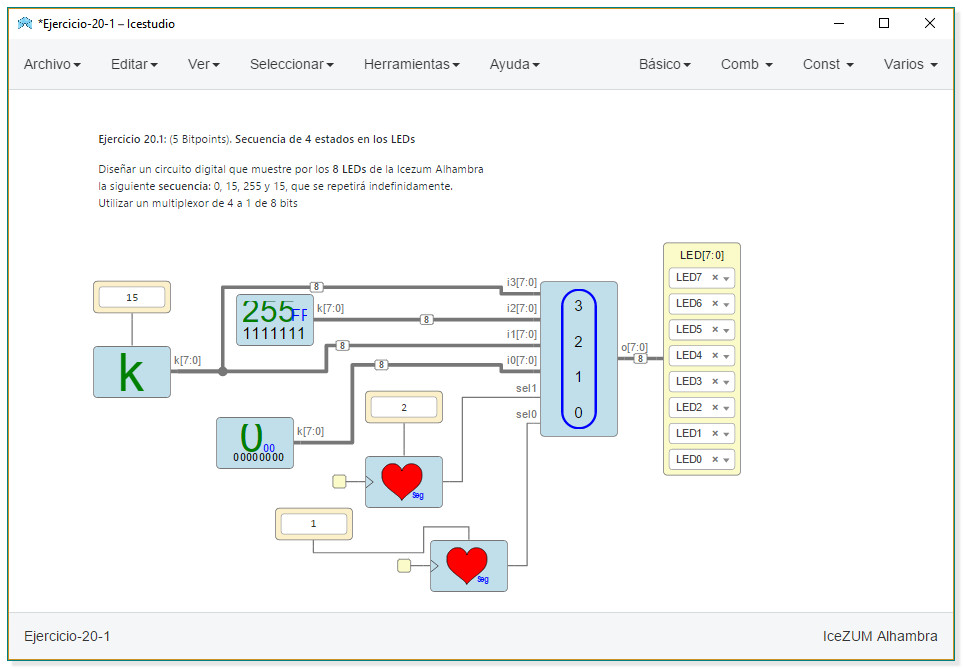 *Ejercicio-20-1 – Icestudio
Archivo Editar Ver Seleccionar Herramientas Ayuda Básico Comb Const Varios
Ejercicio 20.1: (5 Bitpoints). Secuencia de 4 estados en los LEDs
Diseñar un circuito digital que muestre por los 8 LEDs de la Icezum Alhambra
la siguiente secuencia: 0, 15, 255 y 15, que se repetirá indefinidamente.
Utilizar un multiplexor de 4 a 1 de 8 bits
15
k
k[7:0]
8
255FF
1111111
k[7:0]
8
8
8
0
00
00000000
k[7:0]
i3[7:0]
i2[7:0]
i1[7:0]
i0[7:0]
sel1
sel0
3
2
1
0
o[7:0]
8
2
Seg
1
Seg
LED[7:0]
LED7
LED6
LED5
LED4
LED3
LED2
LED1
LED0
Ejercicio-20-1
IceZUM Alhambra